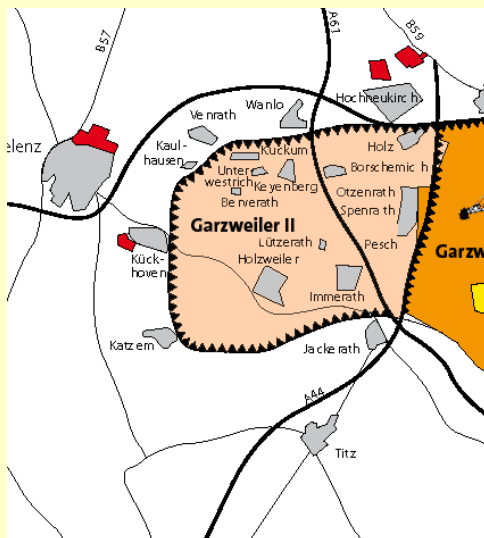 B57
A61
B59
Wanlo
Venrath
Hochneukirch
elenz
Kaul-
hausen
Kuckum
Holz
Unter
westrich
Keyenberg
Borschemich
Berverath
Otzenrath
Spenrath
Garzweiler II
Lützerath
Pesch
Garzw
Kück-
hoven
Holzweiler
Immerath
Katzem
Jackerath
A44
Titz